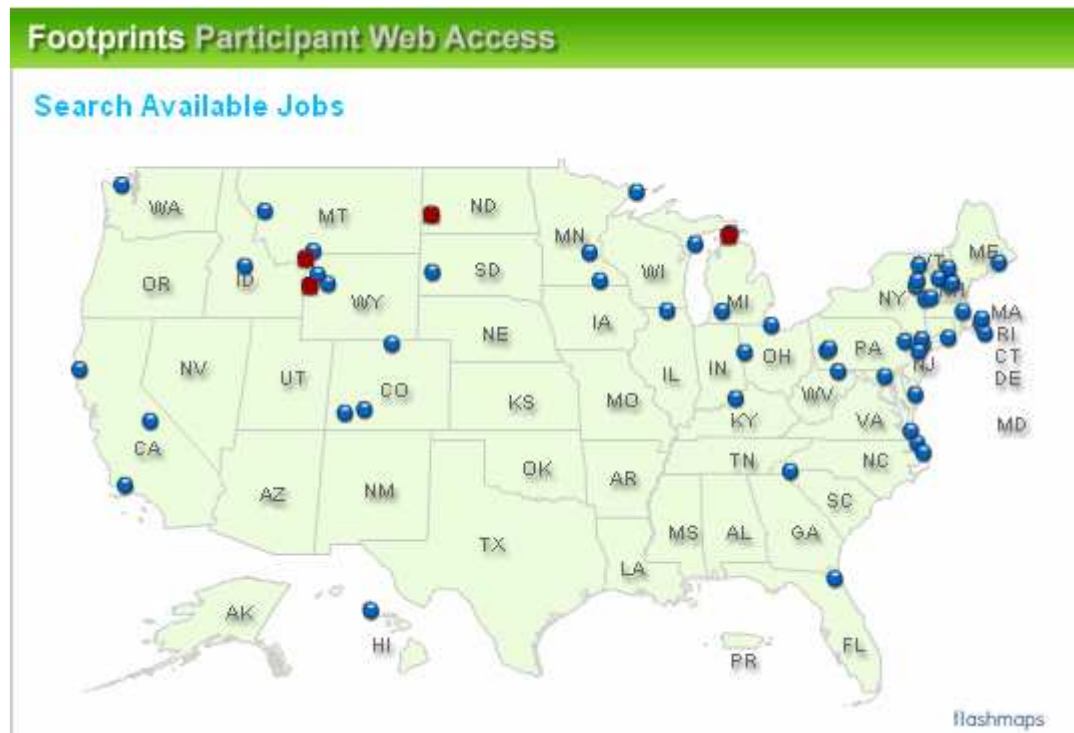 Footprints Participant Web Access
Search Available Jobs
WA
MT
ND
MN
ME
VT
OR
ID
SD
WI
WY
MI
NY
MA
RI
NE
IA
PA
CT
NV
UT
CO
IL
IN
OH
NJ
DE
KS
MO
WV
CA
KY
VA
MD
TN
NC
OK
AR
AZ
NM
SC
TX
MS
AL
GA
LA
AK
HI
PR
FL
flashmaps